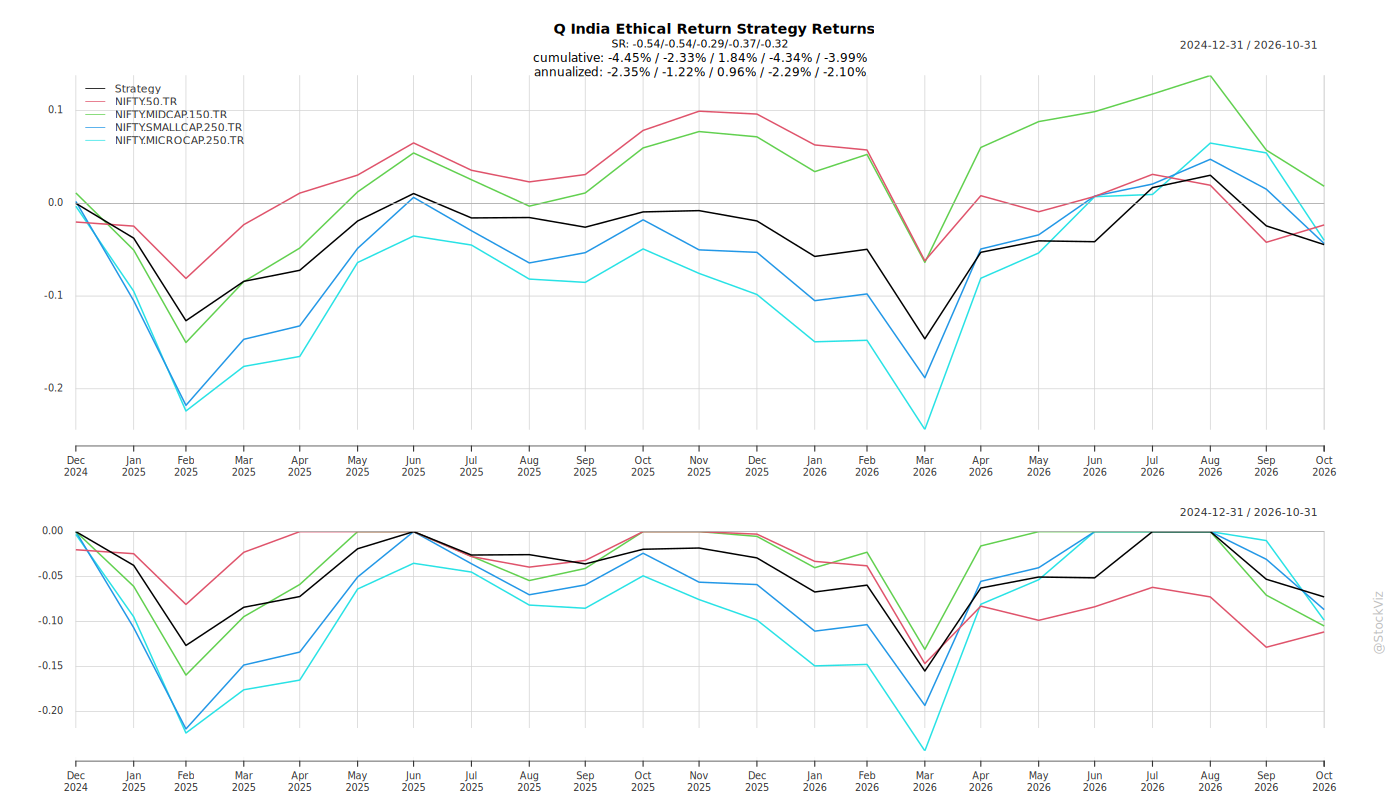 Q India Ethical Return Strategy Returns
SR: -0.54/-0.54/-0.29/-0.37/-0.32
cumulative: -4.45% / -2.33% / 1.84% / -4.34% / -3.99%
annualized: -2.35% / -1.22% / 0.96% / -2.29% / -2.10%
2024-12-31 / 2026-10-31
Strategy
NIFTY.50.TR
NIFTY.MIDCAP.150.TR
NIFTY.SMALLCAP.250.TR
NIFTY.MICROCAP.250.TR
0.1
0.0
-0.1
-0.2
Dec Jan Feb Mar Apr May Jun Jul Aug Sep Oct Nov Dec Jan Feb Mar Apr May Jun Jul Aug Sep Oct
2024 2025 2025 2025 2025 2025 2025 2025 2025 2025 2025 2025 2025 2026 2026 2026 2026 2026 2026 2026 2026 2026 2026
2024-12-31 / 2026-10-31
0.00
-0.05
-0.10
-0.15
-0.20
Dec Jan Feb Mar Apr May Jun Jul Aug Sep Oct Nov Dec Jan Feb Mar Apr May Jun Jul Aug Sep Oct
2024 2025 2025 2025 2025 2025 2025 2025 2025 2025 2025 2025 2025 2026 2026 2026 2026 2026 2026 2026 2026 2026 2026
@StockViz